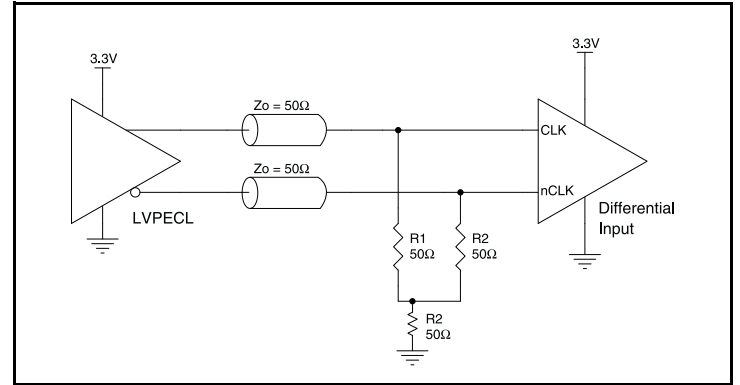 3.3V
3.3V
Zo = 50Ω
CLK
Zo = 50Ω
nCLK
LVPECL
Differential
Input
R1
50Ω
R2
50Ω
R2
50Ω